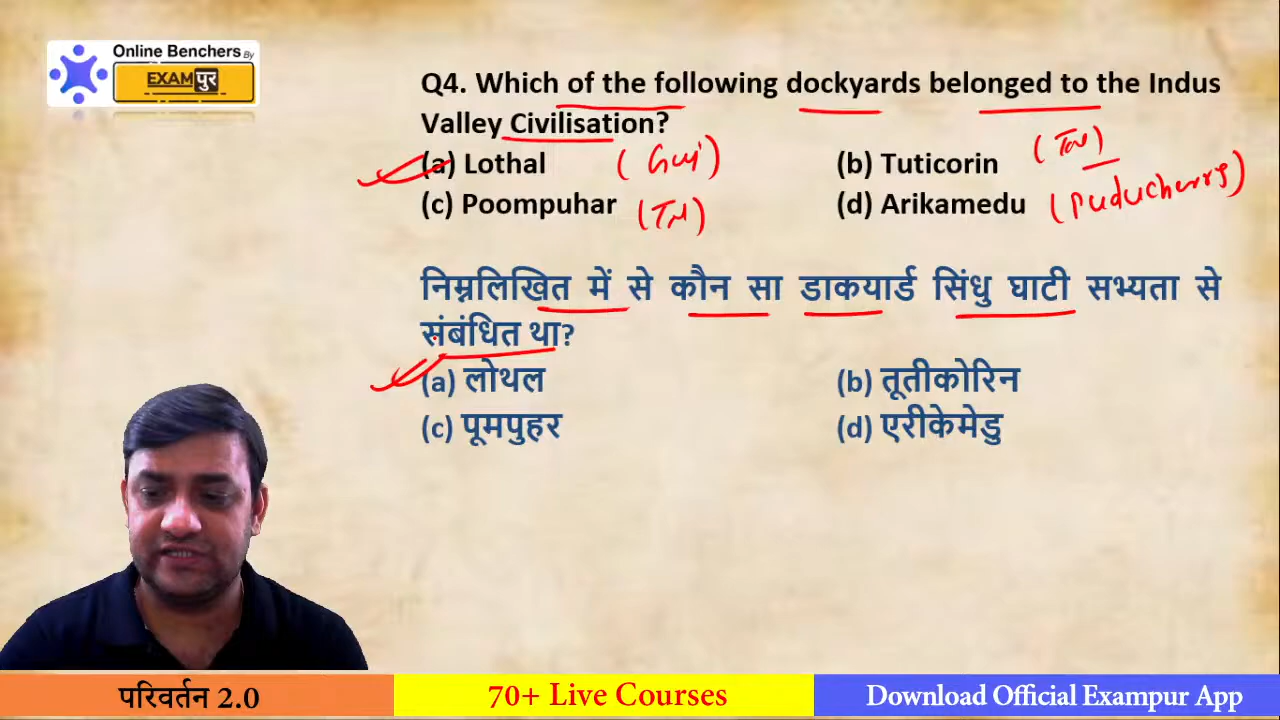 Online Benchers By
EXAMपुर
Q4. Which of the following dockyards belonged to the Indus
Valley Civilisation?
(a) Lothal (Guj) (b) Tuticorin (TN)
(c) Poompuhar (TN) (d) Arikamedu (Puducherry)
निम्नलिखित में से कौन सा डाकयार्ड सिंधु घाटी सभ्यता से
संबंधित था?
(a) लोथल (b) तूतीकोरिन
(c) पूमपुहर (d) एरीकेमेडु
परिवर्तन 2.0 70+ Live Courses Download Official Exampur App